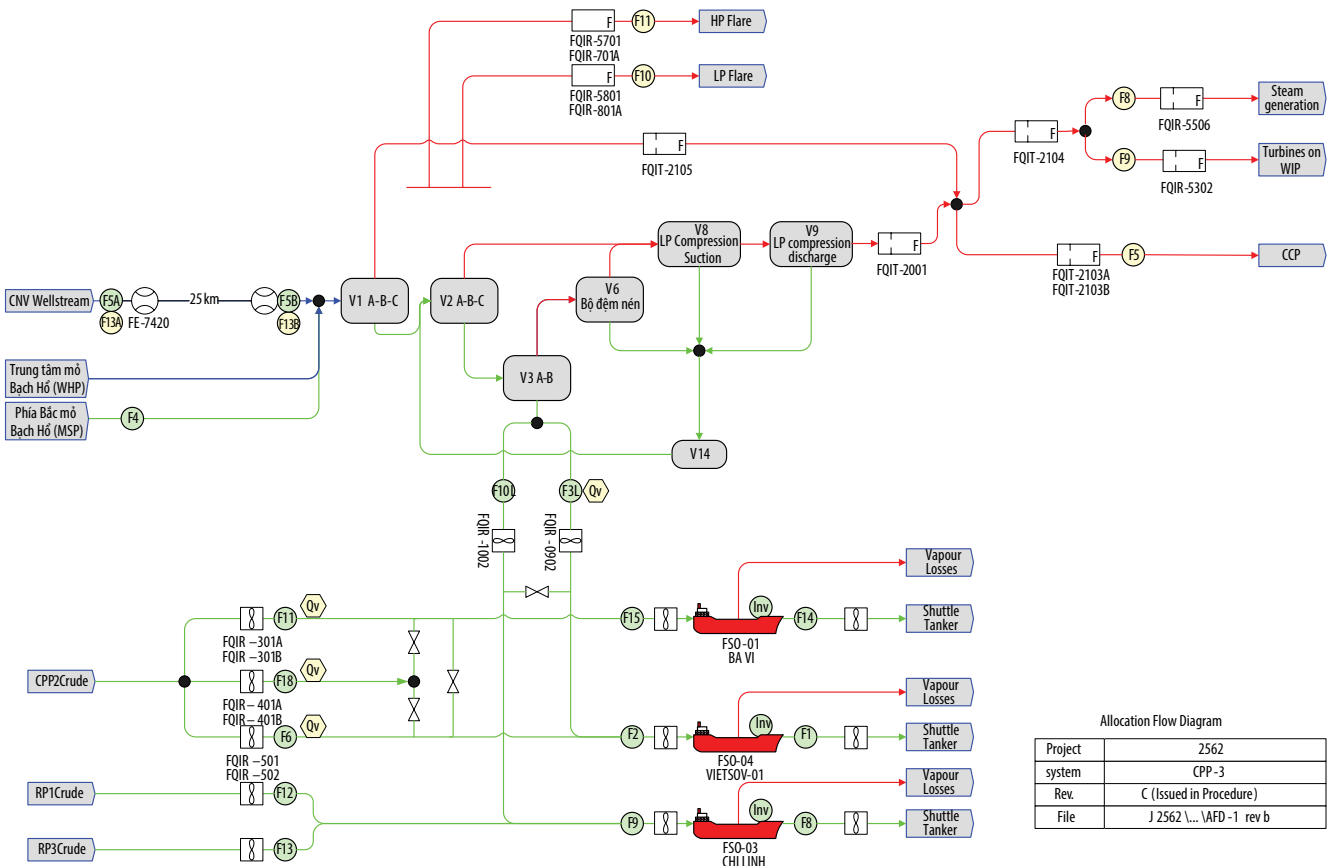 F11
HP Flare
FQIR-5701
FQIR-701A
F10
LP Flare
FQIR-5801
FQIR-801A
F
F
F8
Steam
generation
FQIR-5506
F
FQIT-2104
F
F9
Turbines on
WIP
FQIR-5302
F
FQIT-2105
F
V8
LP Compression
Suction
V9
LP compression
discharge
FQIT-2001
F
FQIT-2103A
FQIT-2103B
F
F5
CCP
CNV Wellstream
F5A
F13A
FE-7420
25 km
F5B
F13B
V1 A-B-C
V2 A-B-C
V6
Bộ đệm nén
V3 A-B
V14
Trung tâm mỏ
Bạch Hổ (WHP)
Phía Bắc mỏ
Bạch Hổ (MSP)
F4
F10L
F3L
Qv
FQIR -1002
FQIR - 0902
Vapour
Losses
F11
Qv
FQIR –301A
FQIR –301B
F15
Inv
F14
Shuttle
Tanker
FSO -01
BA VI
CPP2Crude
F18
Qv
FQIR– 401A
FQIR– 401B
Vapour
Losses
F6
Qv
FQIR –501
FQIR –502
F2
Inv
F1
Shuttle
Tanker
FSO-04
VIETSOV-01
RP1Crude
F12
Vapour
Losses
RP3Crude
F13
F9
Inv
F8
Shuttle
Tanker
FSO-03
CHI LINH
Allocation Flow Diagram
Project 2562
system CPP -3
Rev. C (Issued in Procedure)
File J 2562 \... \AFD -1 rev b